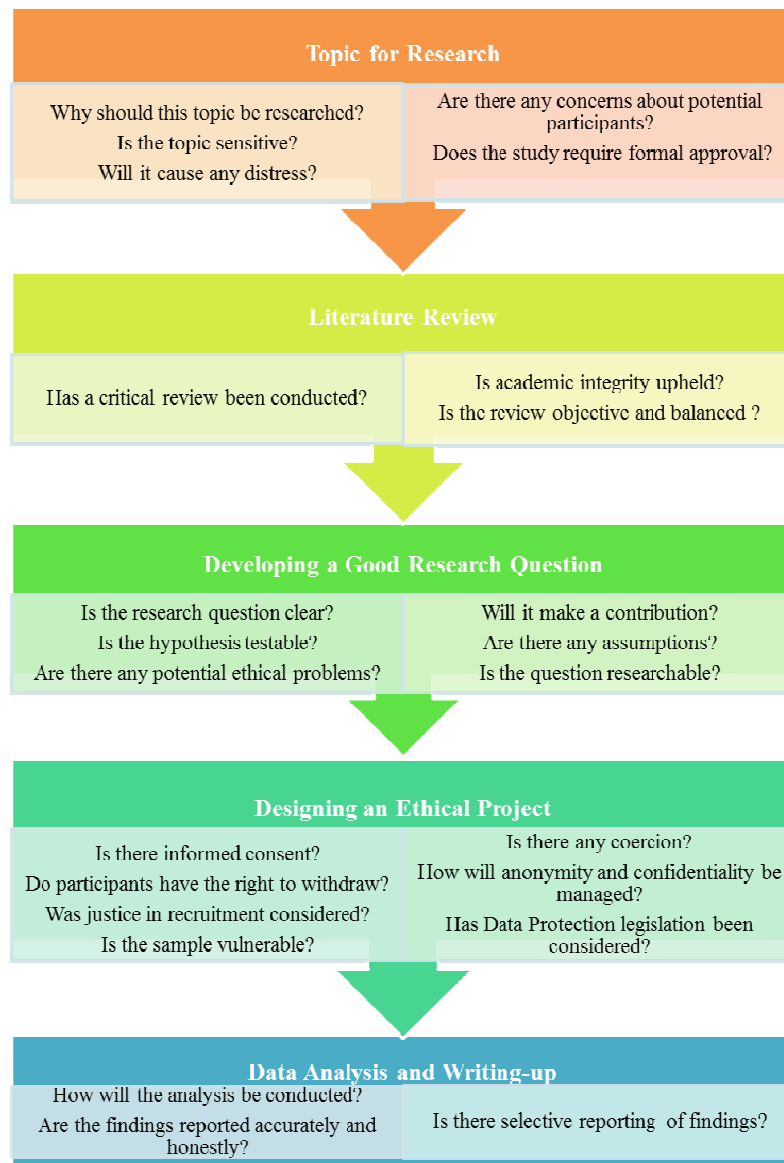 Topic for Research
Why should this topic be researched?
Is the topic sensitive?
Will it cause any distress?
Are there any concerns about potential
participants?
Does the study require formal approval?
Literature Review
Has a critical review been conducted?
Is academic integrity upheld?
Is the review objective and balanced ?
Developing a Good Research Question
Is the research question clear?
Is the hypothesis testable?
Are there any potential ethical problems?
Will it make a contribution?
Are there any assumptions?
Is the question researchable?
Designing an Ethical Project
Is there informed consent?
Do participants have the right to withdraw?
Was justice in recruitment considered?
Is the sample vulnerable?
Is there any coercion?
How will anonymity and confidentiality be
managed?
Has Data Protection legislation been
considered?
Data Analysis and Writing-up
How will the analysis be conducted?
Are the findings reported accurately and
honestly?
Is there selective reporting of findings?